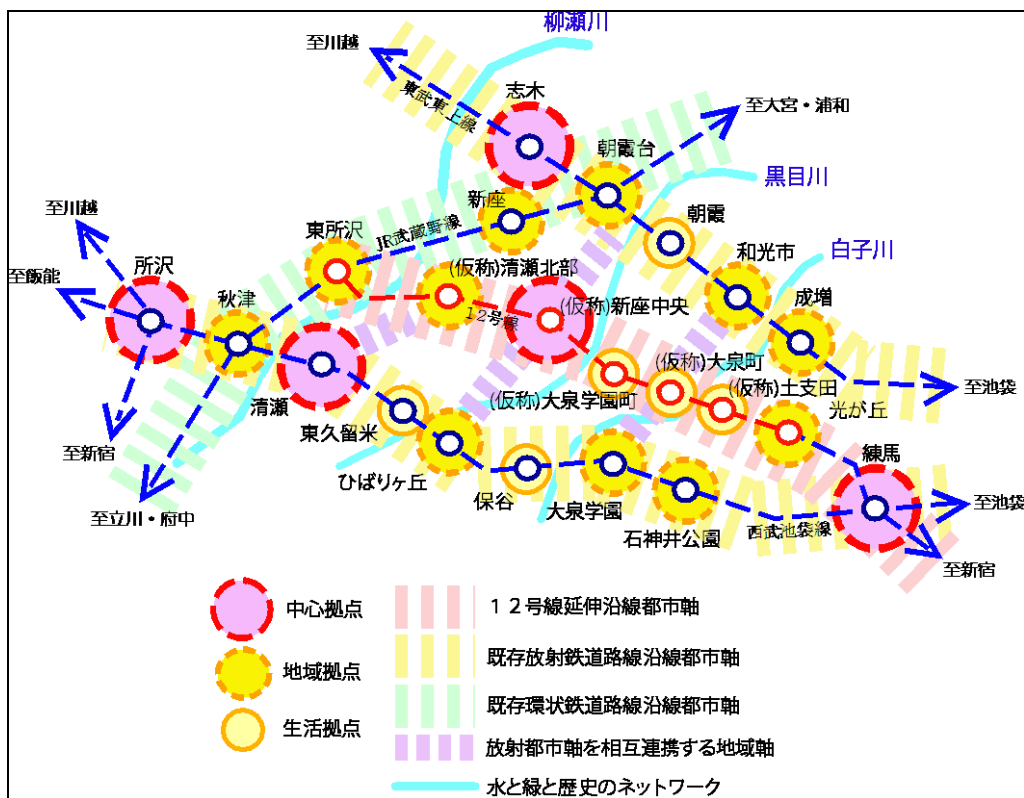 柳瀬川
至川越
志木
東武東上線
至大宮・浦和
朝霞台
黒目川
新座
朝霞
至川越
東所沢
JR武蔵野線
白子川
和光市
所沢
至飯能
秋津
(仮称)清瀬北部
成増
(仮称)新座中央
12号線
(仮称)大泉町
至池袋
(仮称)土支田
清瀬
(仮称)大泉学園町
光が丘
東久留米
至新宿
練馬
ひばりヶ丘
保谷
大泉学園
至池袋
至立川・府中
石神井公園
西武池袋線
至新宿
中心拠点
12号線延伸沿線都市軸
地域拠点
既存放射鉄道路線沿線都市軸
既存環状鉄道路線沿線都市軸
生活拠点
放射都市軸を相互連携する地域軸
水と緑と歴史のネットワーク